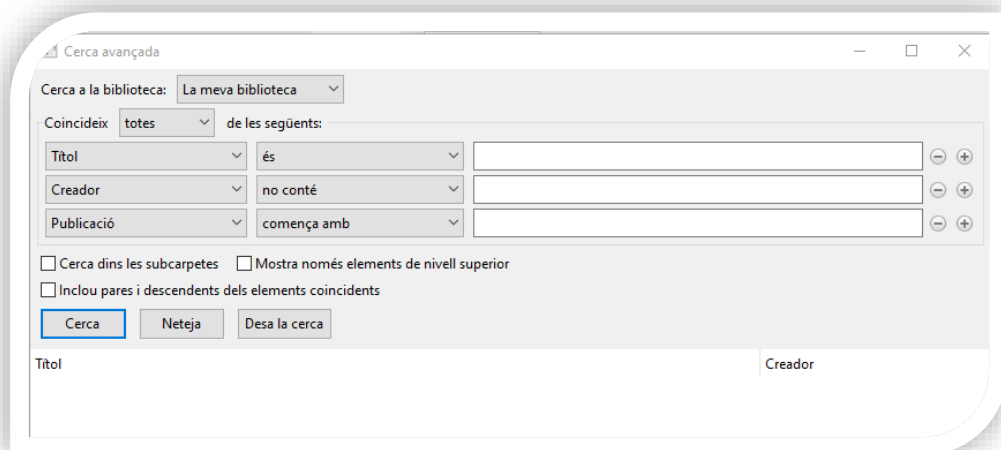 Cerca avançada
Cerca a la biblioteca: La meva biblioteca
Coincideix totes de les següents:
Títol és
Creador no conté
Publicació comença amb
Cerca dins les subcarpetes Mostra només elements de nivell superior
Inclou pares i descendents dels elements coincidents
Cerca Neteja Desa la cerca
Títol Creador